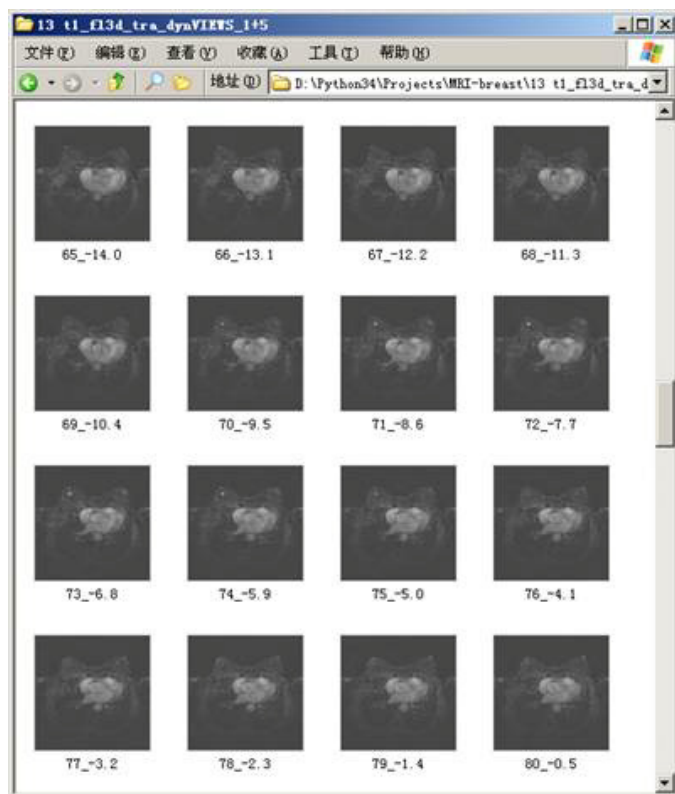 13 t1_fl3d_tra_dynVIEWS_1+5
文件(F) 编辑(E) 查看(V) 收藏(A) 工具(T) 帮助(H)
地址(D) D:\Python34\Projects\MRI-breast\13 t1_fl3d_tra_d
65_-14.0 66_-13.1 67_-12.2 68_-11.3
69_-10.4 70_-9.5 71_-8.6 72_-7.7
73_-6.8 74_-5.9 75_-5.0 76_-4.1
77_-3.2 78_-2.3 79_-1.4 80_-0.5